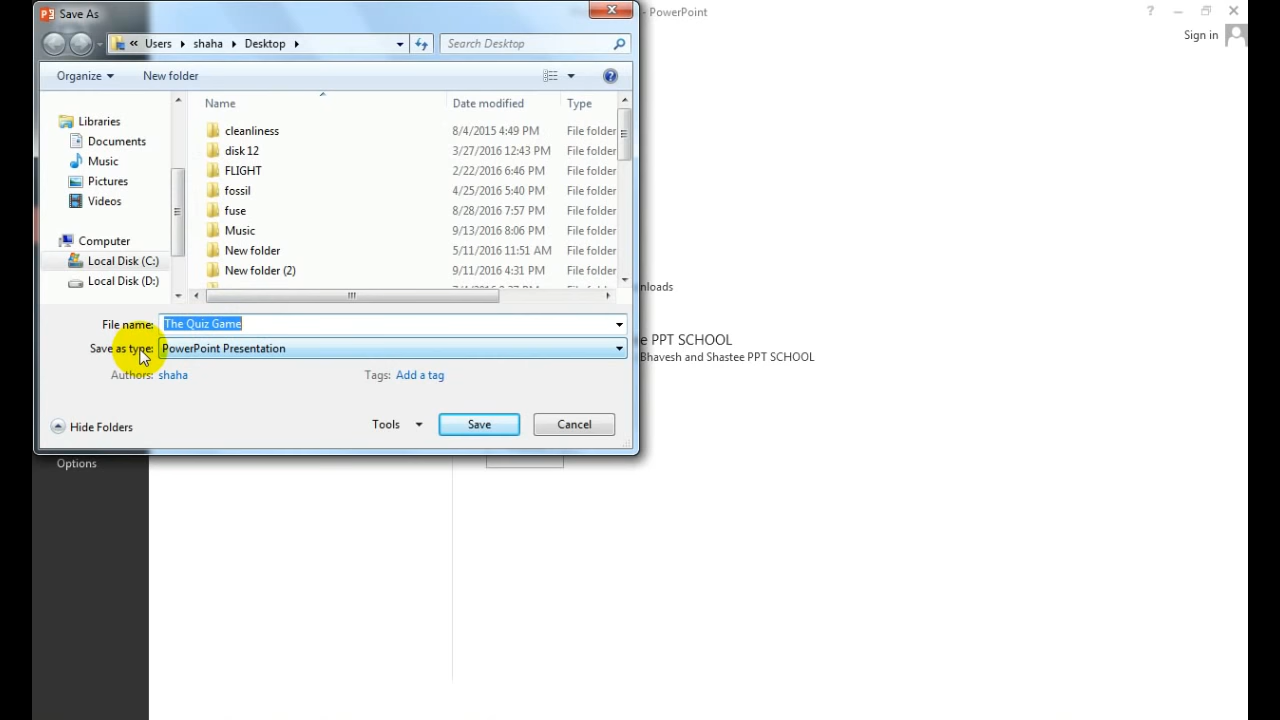 Save As
- PowerPoint
?
Sign in
« Users shaha Desktop
Search Desktop
Organize New folder
?
Name Date modified Type
Libraries
Documents
Music
Pictures
Videos
Computer
Local Disk (C:)
Local Disk (D:)
cleanliness 8/4/2015 4:49 PM File folder
disk 12 3/27/2016 12:43 PM File folder
FLIGHT 2/22/2016 6:46 PM File folder
fossil 4/25/2016 5:40 PM File folder
fuse 8/28/2016 7:57 PM File folder
Music 9/13/2016 8:06 PM File folder
New folder 5/11/2016 11:51 AM File folder
New folder (2) 9/11/2016 4:31 PM File folder
nloads
File name: The Quiz Game
Save as type: PowerPoint Presentation
Authors: shaha Tags: Add a tag
e PPT SCHOOL
Bhavesh and Shastee PPT SCHOOL
Hide Folders Tools Save Cancel
Options